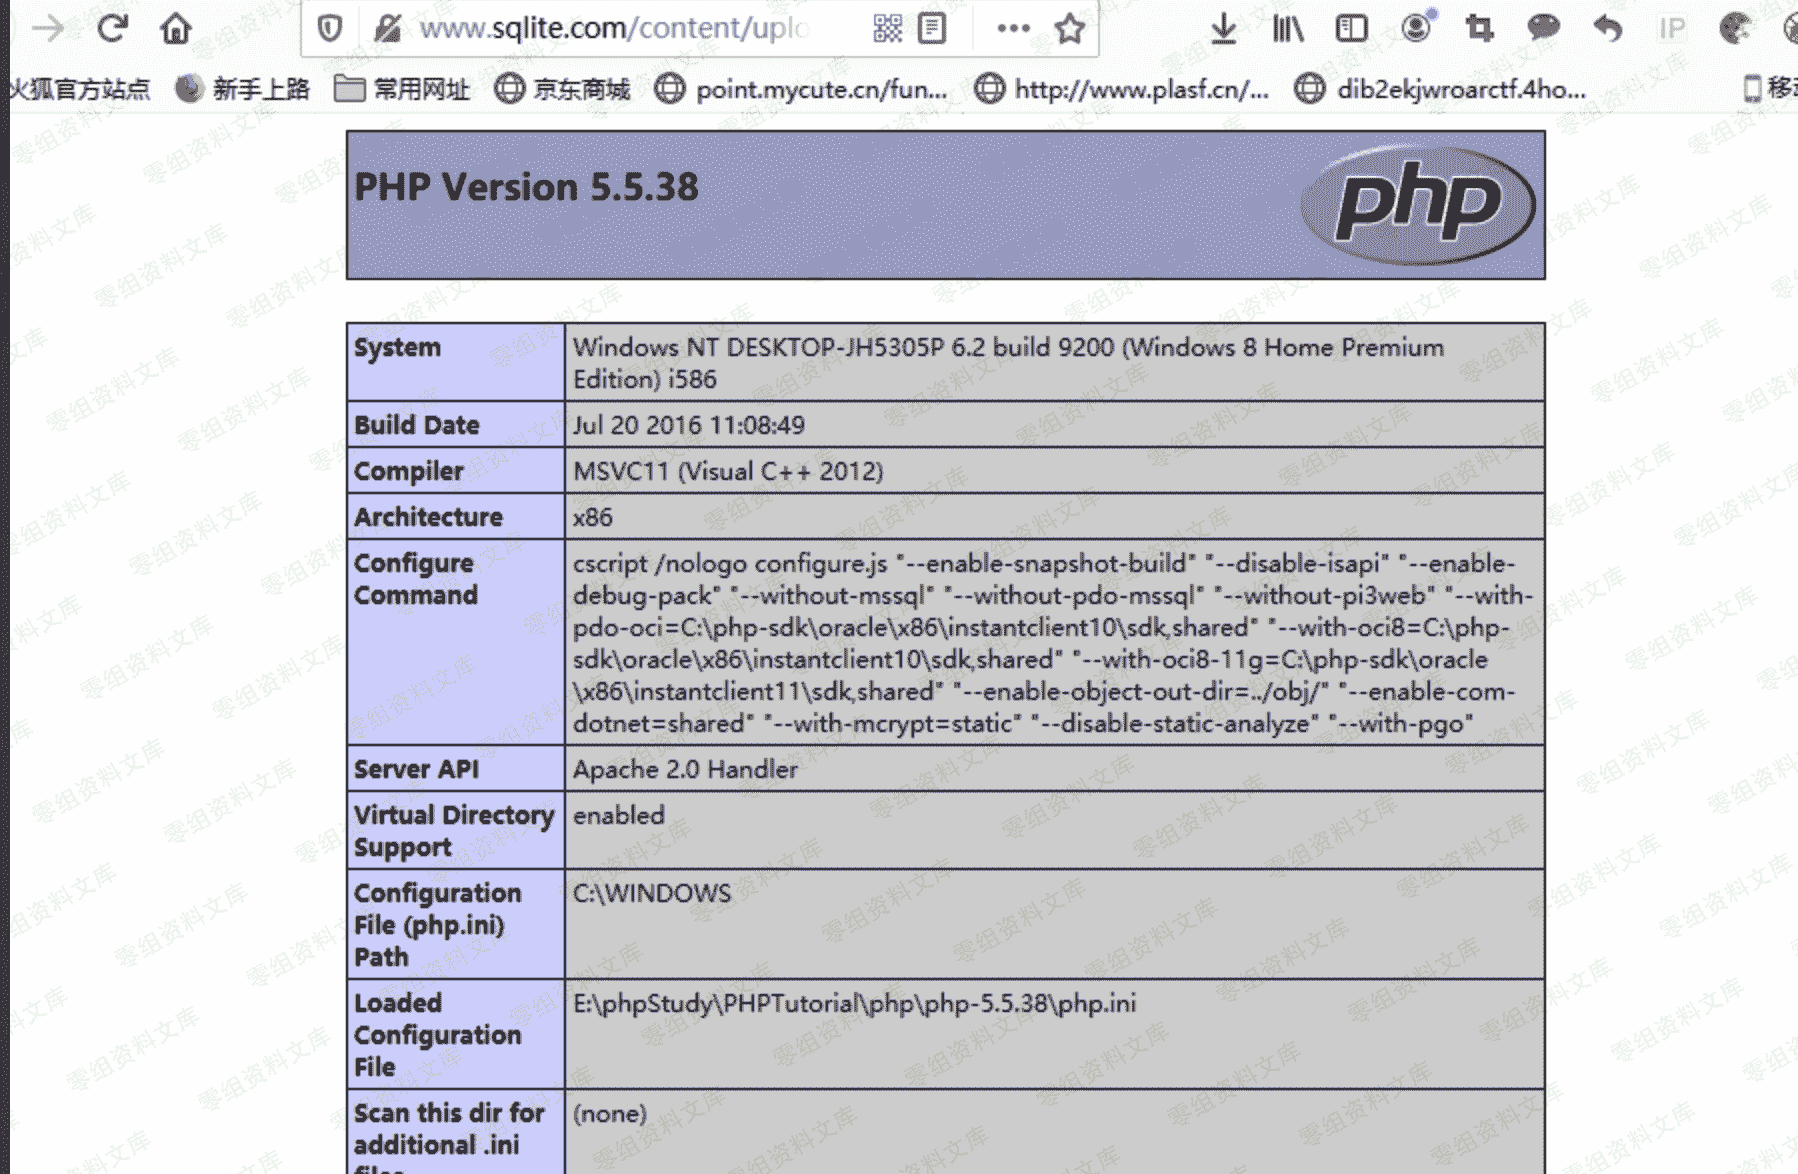 www.sqlite.com/content/uplo
IP
火狐官方站点 新手上路 常用网址 京东商城 point.mycute.cn/fun... http://www.plasf.cn/... dib2ekjwroarctf.4ho...
PHP Version 5.5.38
php
System
Windows NT DESKTOP-JH5305P 6.2 build 9200 (Windows 8 Home Premium
Edition) i586
Build Date
Jul 20 2016 11:08:49
Compiler
MSVC11 (Visual C++ 2012)
Architecture
x86
Configure
Command
cscript /nologo configure.js "--enable-snapshot-build" "--disable-isapi" "--enable-
debug-pack" "--without-mssql" "--without-pdo-mssql" "--without-pi3web" "--with-
pdo-oci=C:\php-sdk\oracle\x86\instantclient10\sdk,shared" "--with-oci8=C:\php-
sdk\oracle\x86\instantclient10\sdk,shared" "--with-oci8-11g=C:\php-sdk\oracle
\x86\instantclient11\sdk,shared" "--enable-object-out-dir=../obj/" "--enable-com-
dotnet=shared" "--with-mcrypt=static" "--disable-static-analyze" "--with-pgo"
Server API
Apache 2.0 Handler
Virtual Directory
Support
enabled
Configuration
File (php.ini)
Path
C:\WINDOWS
Loaded
Configuration
File
E:\phpStudy\PHPTutorial\php\php-5.5.38\php.ini
Scan this dir for
additional .ini
files
(none)
零组资料文库